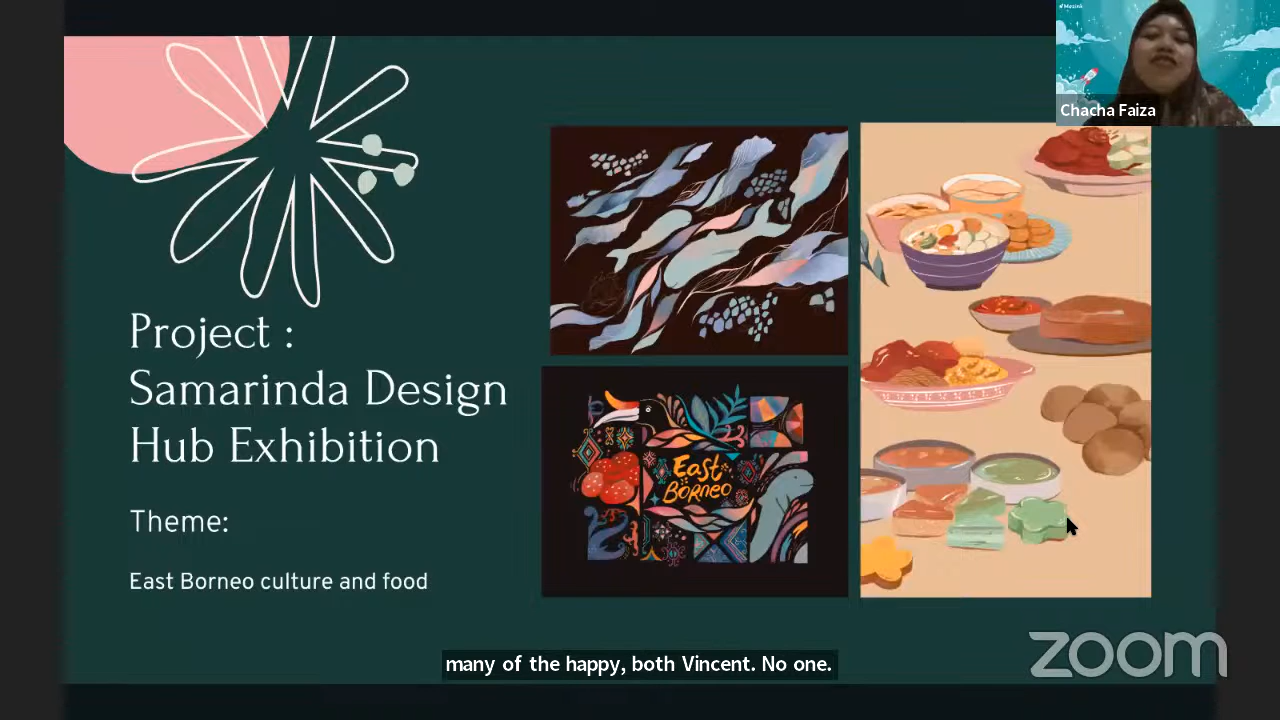 Chacha Faiza
Project :
Samarinda Design
Hub Exhibition
Theme:
East Borneo culture and food
East
Borneo
many of the happy, both Vincent. No one.
zoom